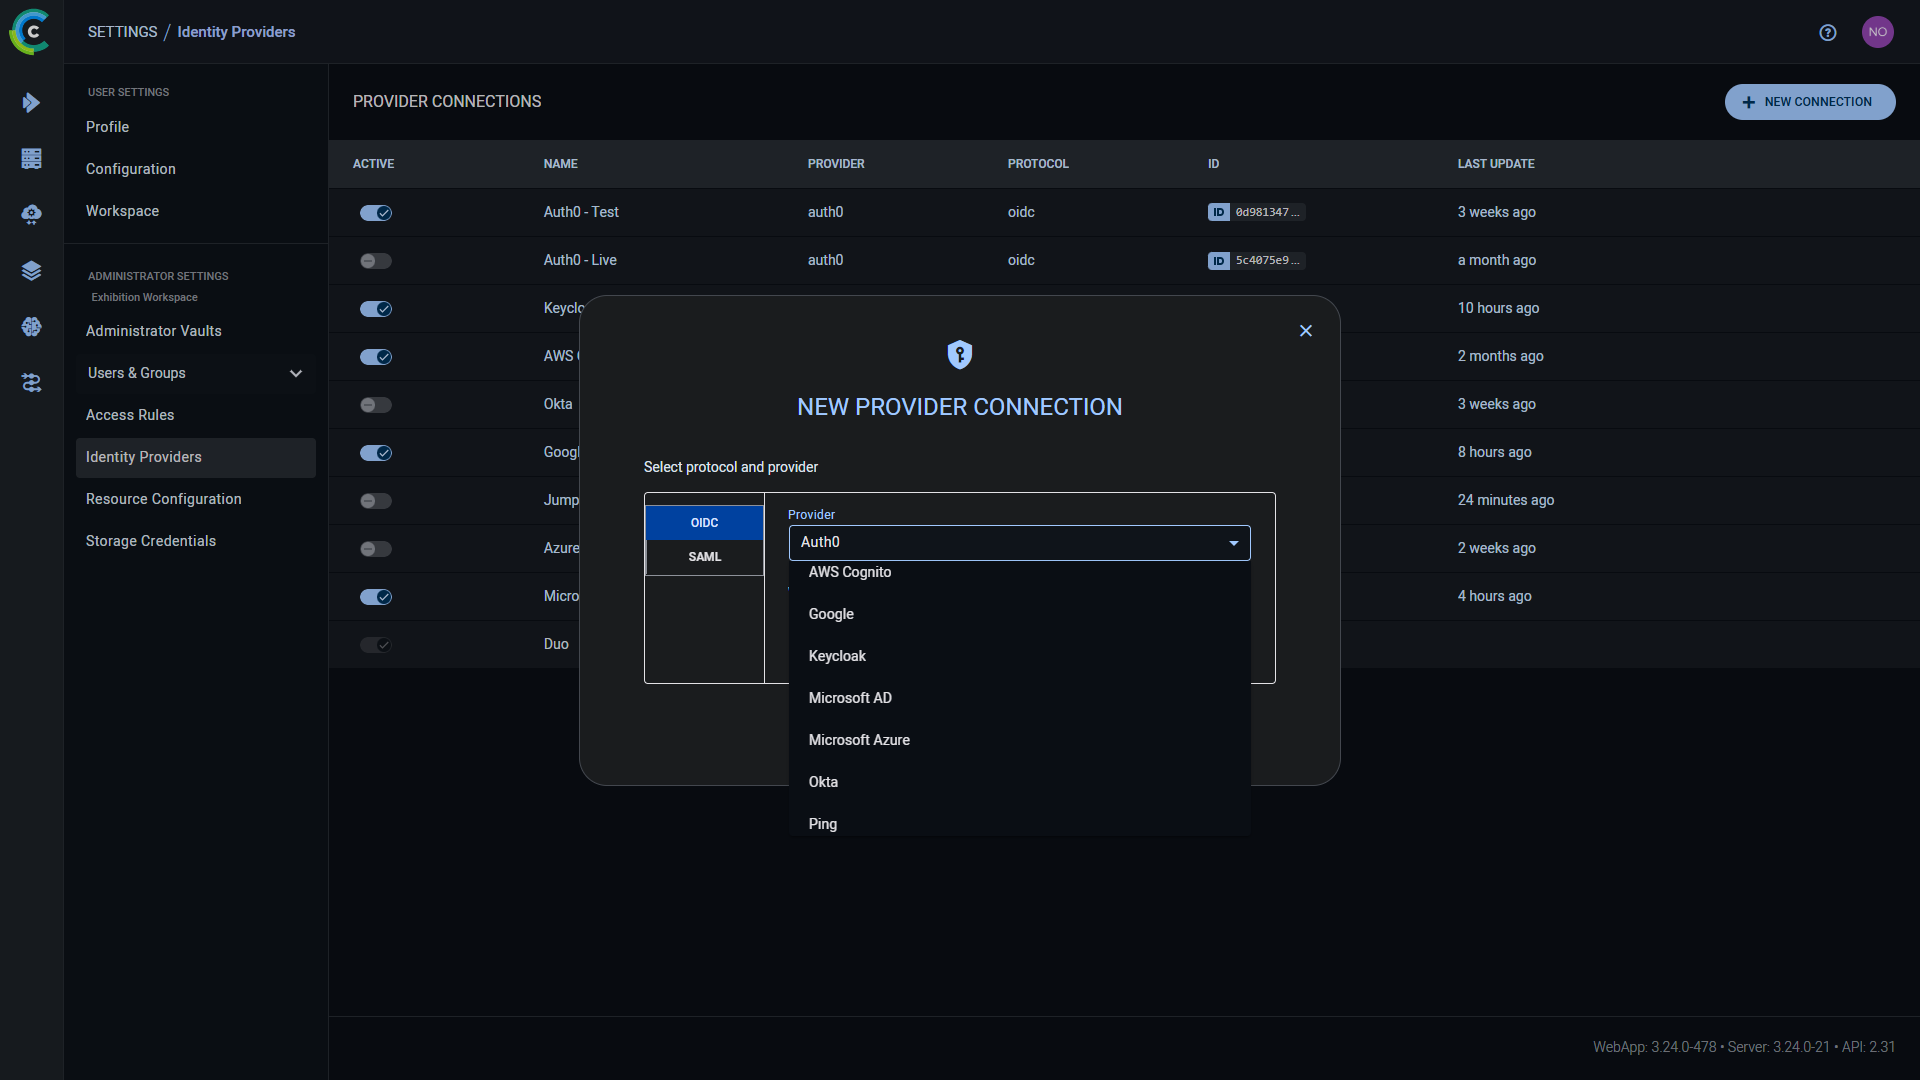 C
SETTINGS / Identity Providers
NO
USER SETTINGS
Profile
Configuration
Workspace
ADMINISTRATOR SETTINGS
Exhibition Workspace
Administrator Vaults
Users & Groups
Access Rules
Identity Providers
Resource Configuration
Storage Credentials
PROVIDER CONNECTIONS
NEW CONNECTION
ACTIVE NAME PROVIDER PROTOCOL ID LAST UPDATE
Auth0 - Test auth0 oidc ID 0d981347... 3 weeks ago
Auth0 - Live auth0 oidc ID 5c4075e9... a month ago
Keyclo 10 hours ago
AWS 2 months ago
Okta 3 weeks ago
Goog 8 hours ago
Jump 24 minutes ago
Azure 2 weeks ago
Micro 4 hours ago
Duo
NEW PROVIDER CONNECTION
Select protocol and provider
OIDC
SAML
Provider
Auth0
AWS Cognito
Google
Keycloak
Microsoft AD
Microsoft Azure
Okta
Ping
WebApp: 3.24.0-478 • Server: 3.24.0-21 • API: 2.31